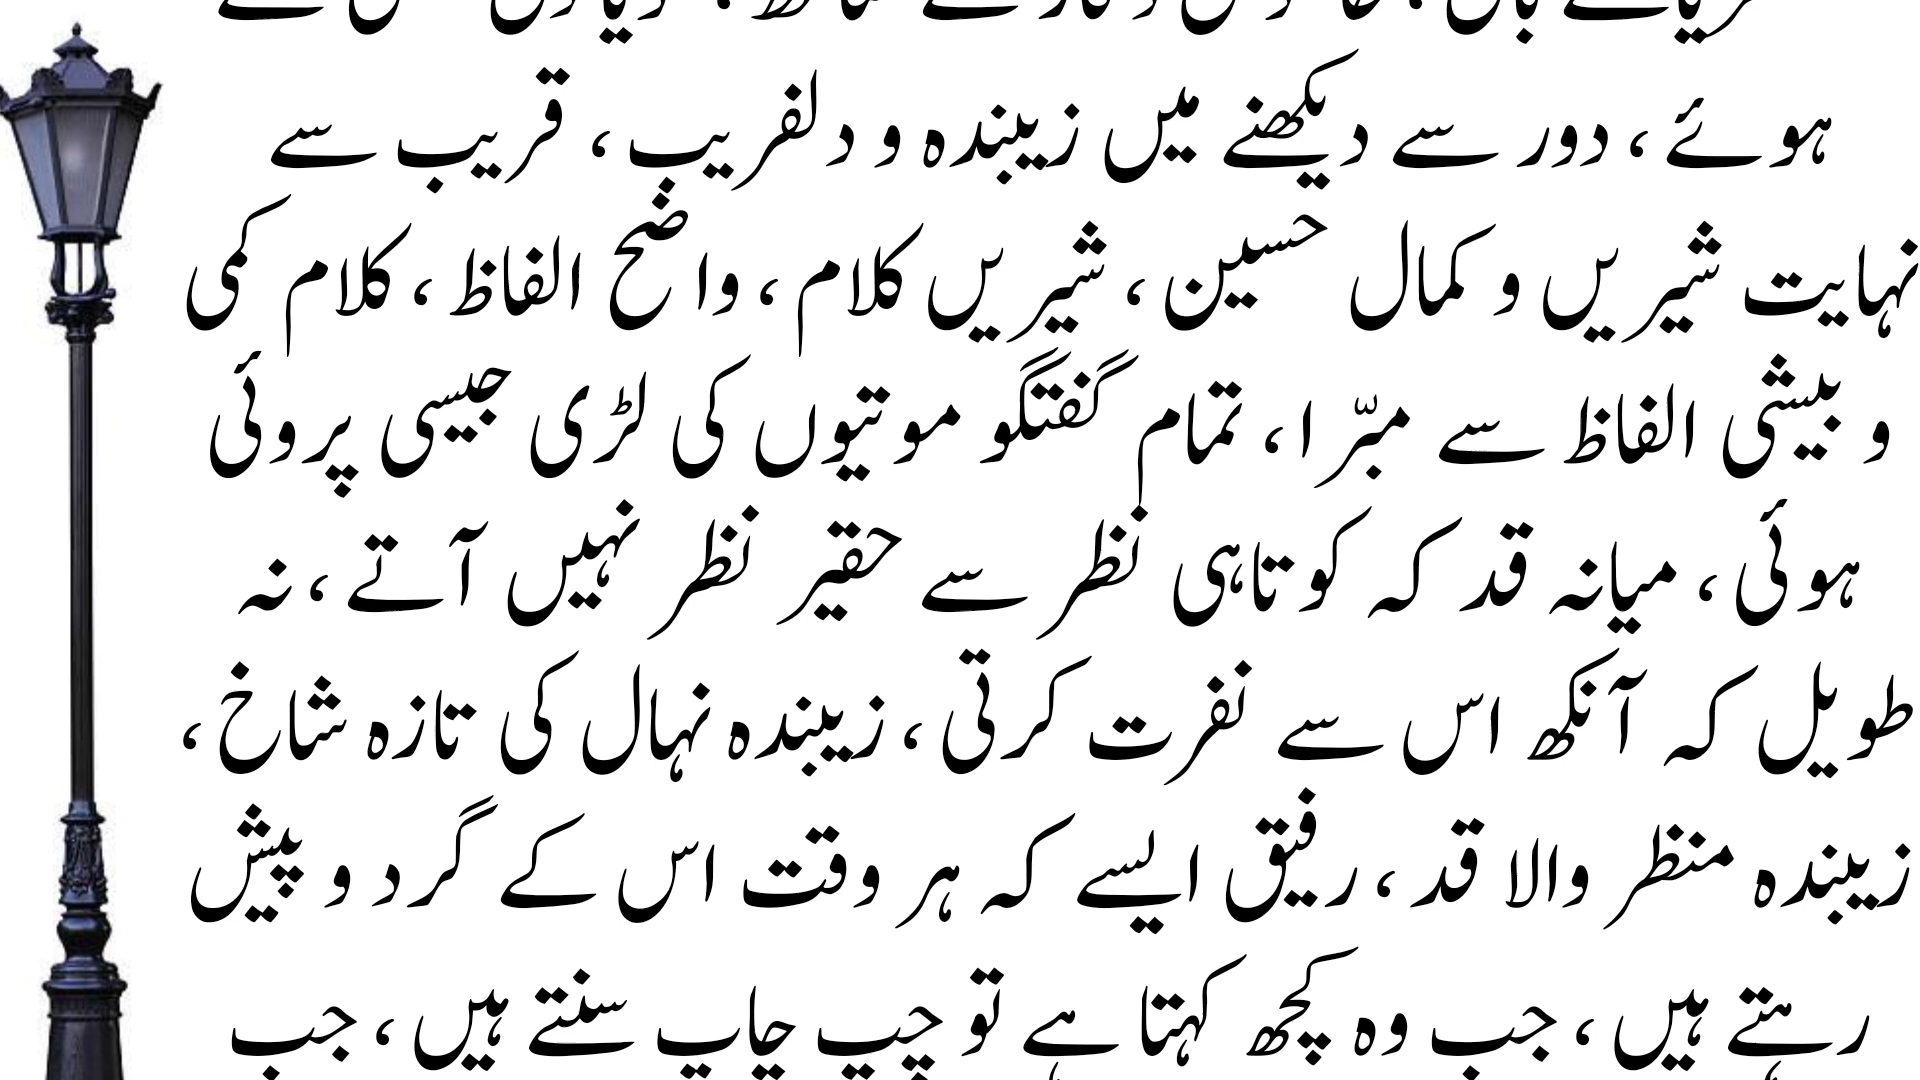 ہوئے ، دور سے دیکھنے میں زیبندہ و دلفریب ، قریب سے
نہایت شیریں و کمال حسین ، شیریں کلام ، واضح الفاظ ، کلام کمی
و بیشی الفاظ سے مبّرا ، تمام گفتگو موتیوں کی لڑی جیسی پروئی
ہوئی ، میانہ قد کہ کوتاہی نظر سے حقیر نظر نہیں آتے ، نہ
طویل کہ آنکھ اس سے نفرت کرتی ، زیبندہ نہال کی تازہ شاخ ،
زیبندہ منظر والا قد ، رفیق ایسے کہ ہر وقت اس کے گرد و پیش
رہتے ہیں ، جب وہ کچھ کہتا ہے تو چپ چاپ سنتے ہیں ، جب